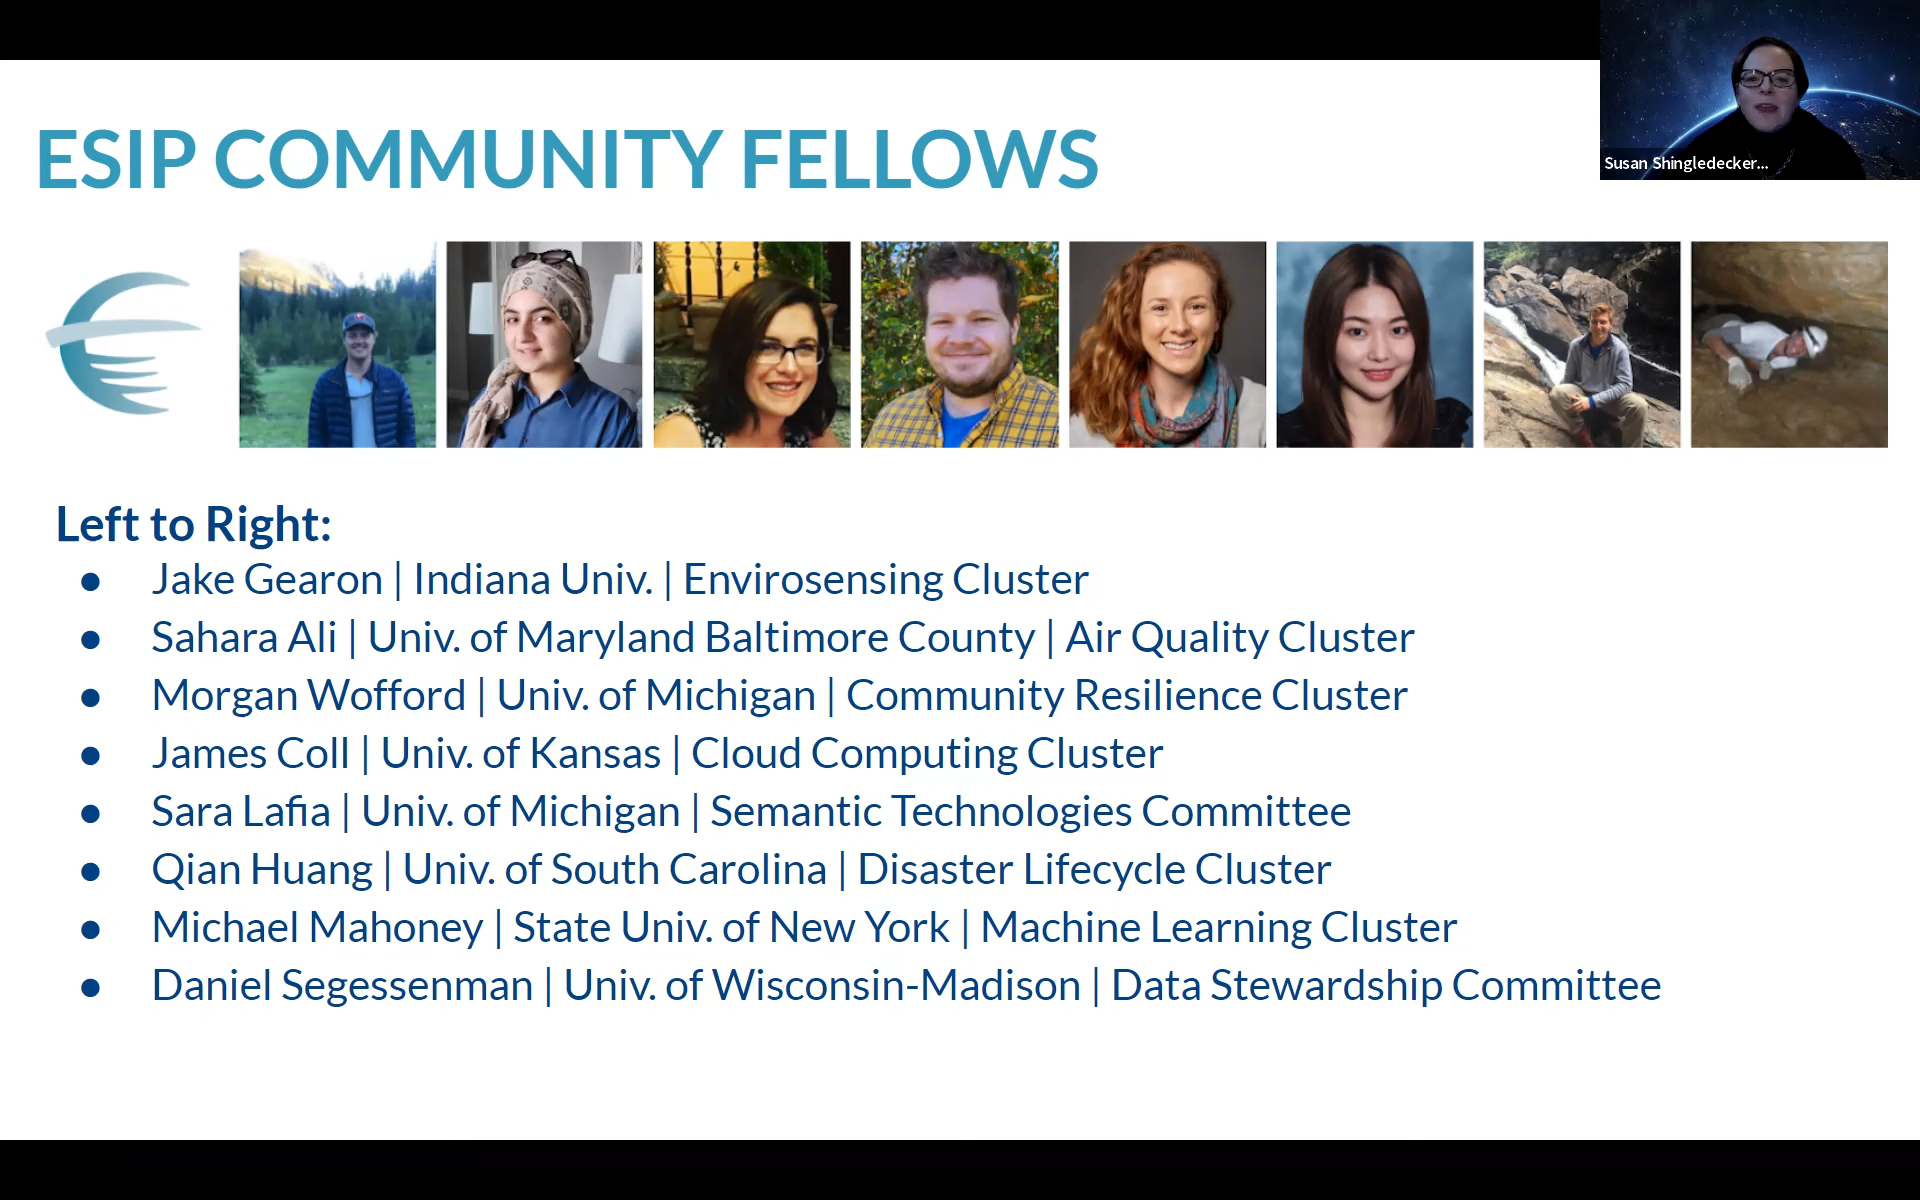 Susan Shingledecker...
ESIP COMMUNITY FELLOWS
Left to Right:
● Jake Gearon | Indiana Univ. | Envirosensing Cluster
● Sahara Ali | Univ. of Maryland Baltimore County | Air Quality Cluster
● Morgan Wofford | Univ. of Michigan | Community Resilience Cluster
● James Coll | Univ. of Kansas | Cloud Computing Cluster
● Sara Lafia | Univ. of Michigan | Semantic Technologies Committee
● Qian Huang | Univ. of South Carolina | Disaster Lifecycle Cluster
● Michael Mahoney | State Univ. of New York | Machine Learning Cluster
● Daniel Segessenman | Univ. of Wisconsin-Madison | Data Stewardship Committee